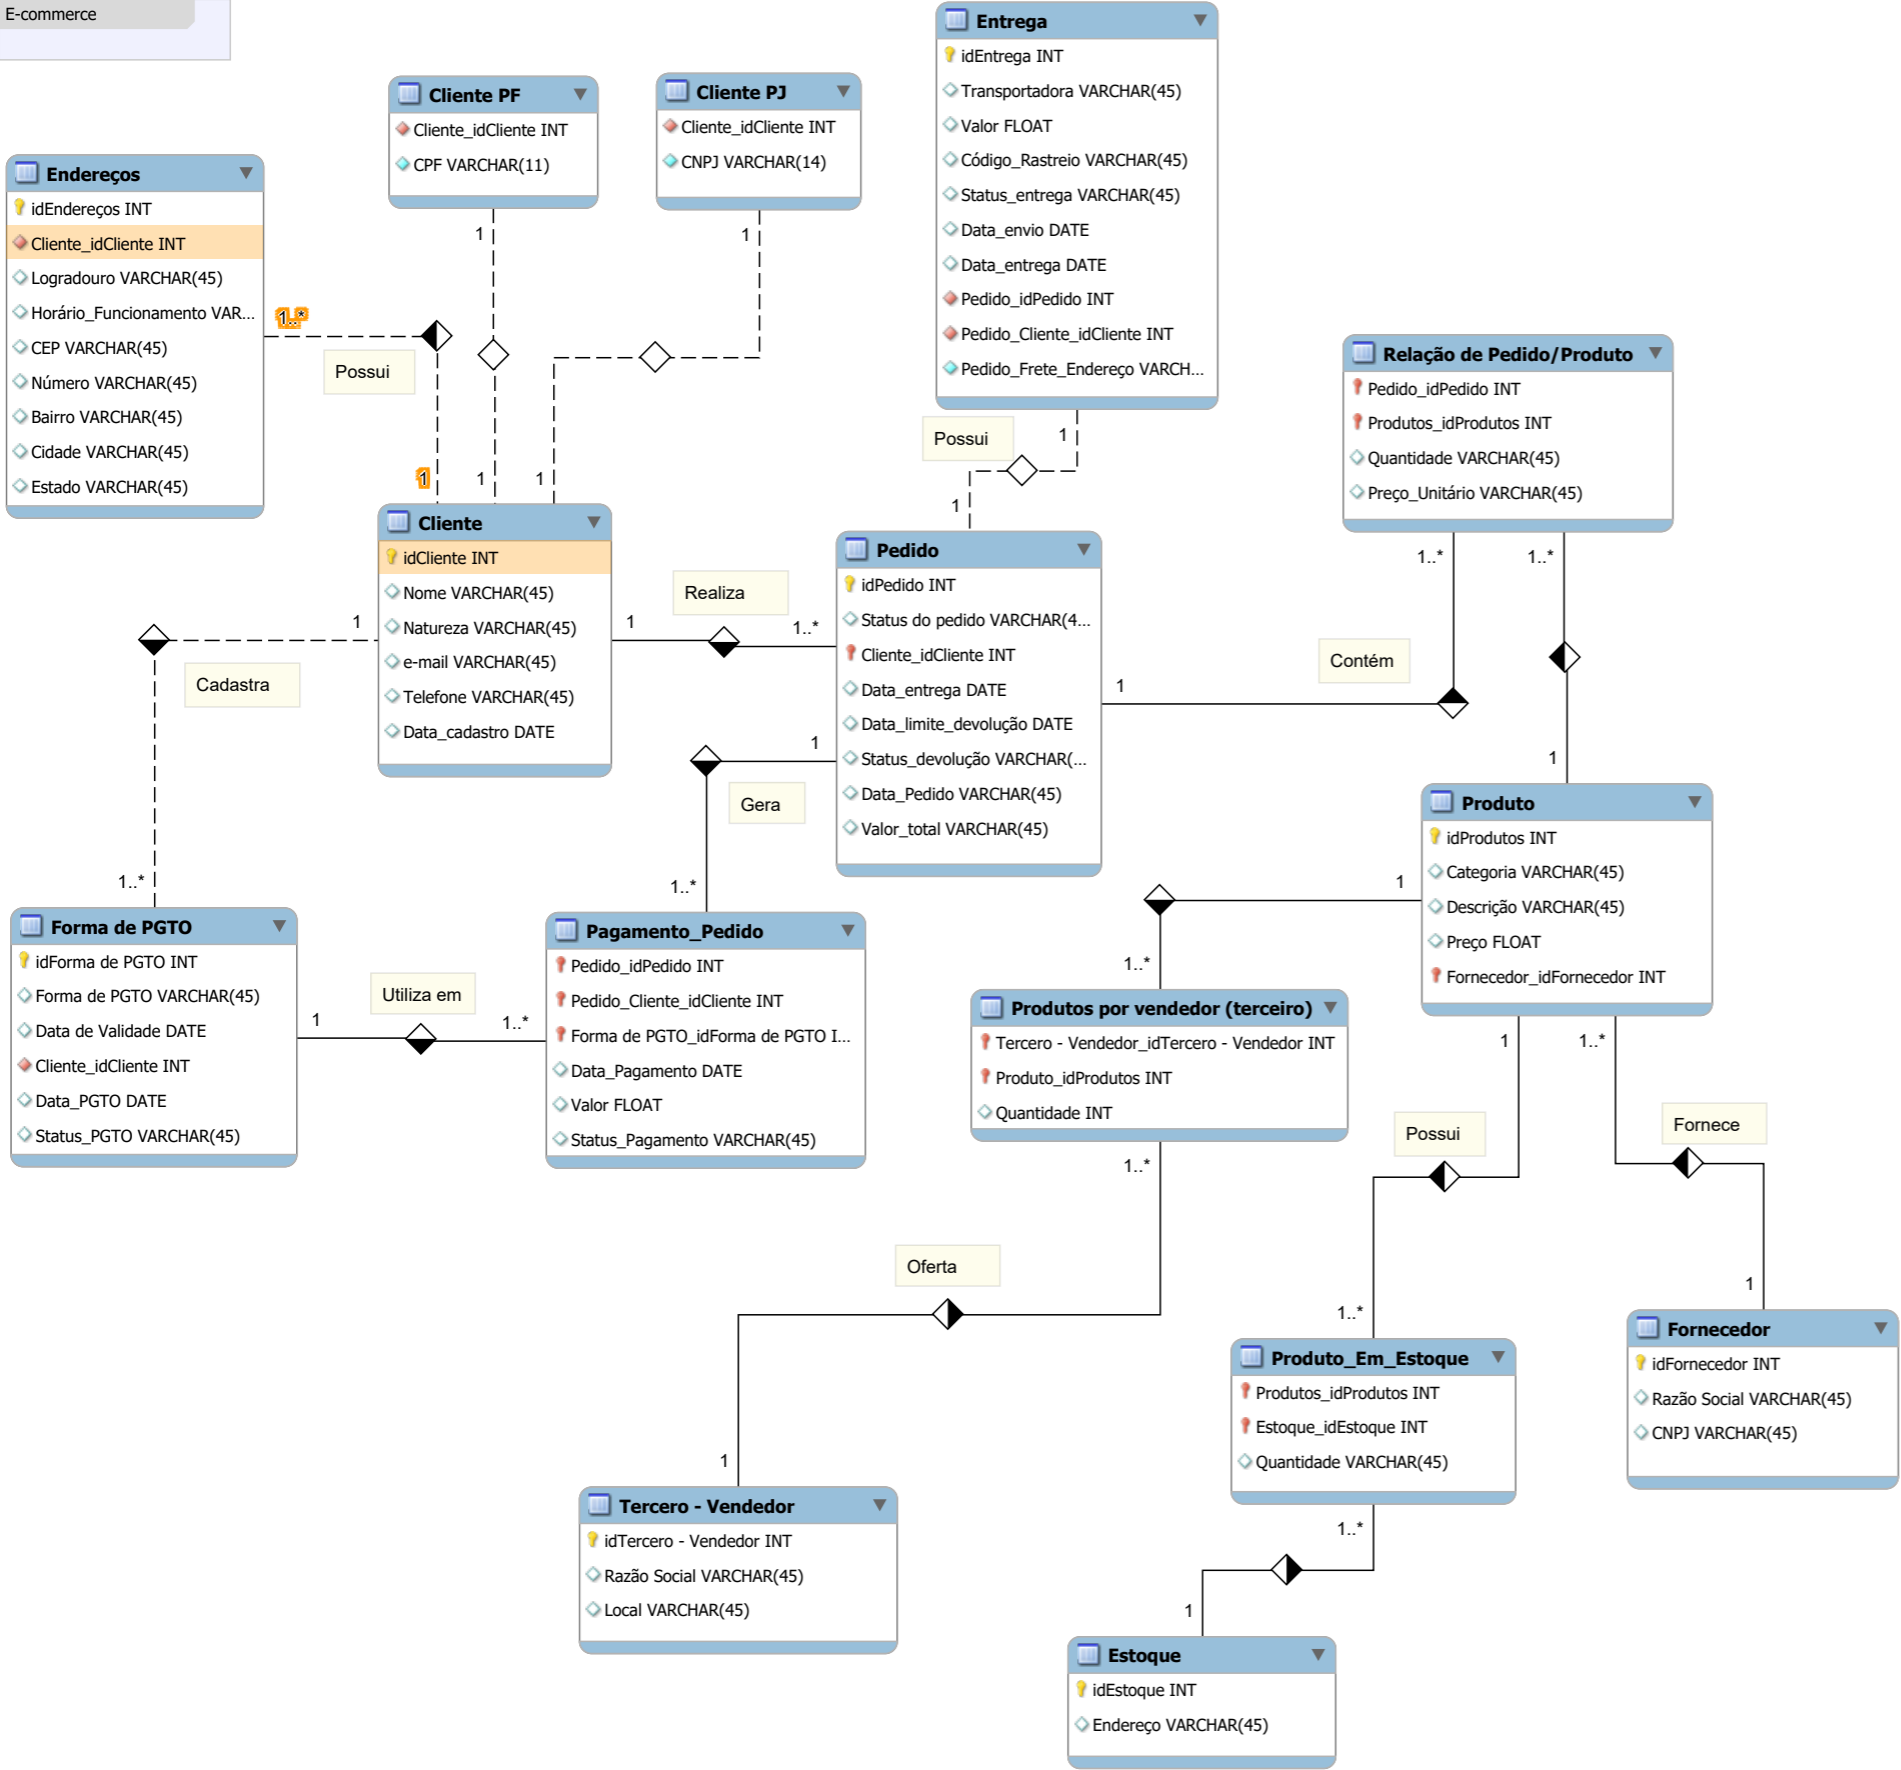 E-commerce
Entrega
idEntrega INT
Transportadora VARCHAR(45)
Valor FLOAT
Código_Rastreio VARCHAR(45)
Status_entrega VARCHAR(45)
Data_envio DATE
Data_entrega DATE
Pedido_idPedido INT
Pedido_Cliente_idCliente INT
Pedido_Frete_Endereço VARCH...
Cliente PF
Cliente_idCliente INT
CPF VARCHAR(11)
Cliente PJ
Cliente_idCliente INT
CNPJ VARCHAR(14)
Endereços
idEndereços INT
Cliente_idCliente INT
Logradouro VARCHAR(45)
Horário_Funcionamento VAR...
CEP VARCHAR(45)
Número VARCHAR(45)
Bairro VARCHAR(45)
Cidade VARCHAR(45)
Estado VARCHAR(45)
1..*
Possui
1
1
1
1
1
Possui
1
1
Relação de Pedido/Produto
Pedido_idPedido INT
Produtos_idProdutos INT
Quantidade VARCHAR(45)
Preço_Unitário VARCHAR(45)
1..*
1..*
Cliente
idCliente INT
Nome VARCHAR(45)
Natureza VARCHAR(45)
e-mail VARCHAR(45)
Telefone VARCHAR(45)
Data_cadastro DATE
Realiza
1
1..*
Pedido
idPedido INT
Status do pedido VARCHAR(4...
Cliente_idCliente INT
Data_entrega DATE
Data_limite_devolução DATE
Status_devolução VARCHAR(...
Data_Pedido VARCHAR(45)
Valor_total VARCHAR(45)
Contém
1
1
1
Cadastra
1..*
1
Gera
1..*
Produto
idProdutos INT
Categoria VARCHAR(45)
Descrição VARCHAR(45)
Preço FLOAT
Fornecedor_idFornecedor INT
1
1..*
Forma de PGTO
idForma de PGTO INT
Forma de PGTO VARCHAR(45)
Data de Validade DATE
Cliente_idCliente INT
Data_PGTO DATE
Status_PGTO VARCHAR(45)
Utiliza em
1
1..*
Pagamento_Pedido
Pedido_idPedido INT
Pedido_Cliente_idCliente INT
Forma de PGTO_idForma de PGTO I...
Data_Pagamento DATE
Valor FLOAT
Status_Pagamento VARCHAR(45)
Produtos por vendedor (terceiro)
Tercero - Vendedor_idTercero - Vendedor INT
Produto_idProdutos INT
Quantidade INT
1..*
1
1..*
Possui
Fornece
Oferta
1..*
1
1
Tercero - Vendedor
idTercero - Vendedor INT
Razão Social VARCHAR(45)
Local VARCHAR(45)
Produto_Em_Estoque
Produtos_idProdutos INT
Estoque_idEstoque INT
Quantidade VARCHAR(45)
1..*
1
Fornecedor
idFornecedor INT
Razão Social VARCHAR(45)
CNPJ VARCHAR(45)
Estoque
idEstoque INT
Endereço VARCHAR(45)